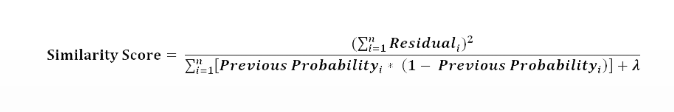 Similarity Score = (∑ⁿᵢ₌₁ Residualᵢ)² / ∑ⁿᵢ₌₁[Previous Probabilityᵢ * (1 − Previous Probabilityᵢ)] + λ